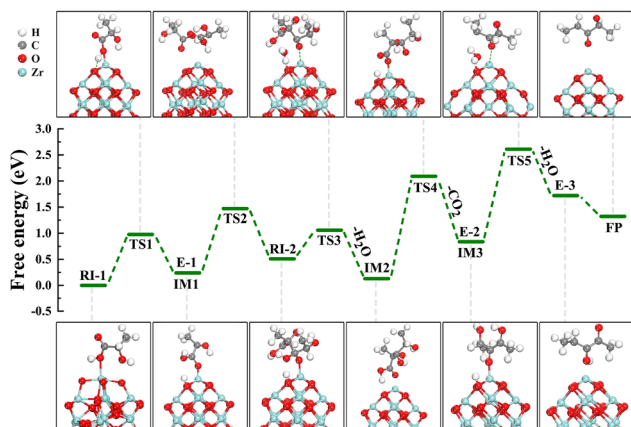 H
C
O
Zr
Free energy (eV)
3.0
2.5
2.0
1.5
1.0
0.5
0.0
-0.5
RI-1
TS1
E-1
IM1
TS2
RI-2
TS3
-H₂O
IM2
TS4
-CO₂
E-2
IM3
TS5
-H₂O
E-3
FP